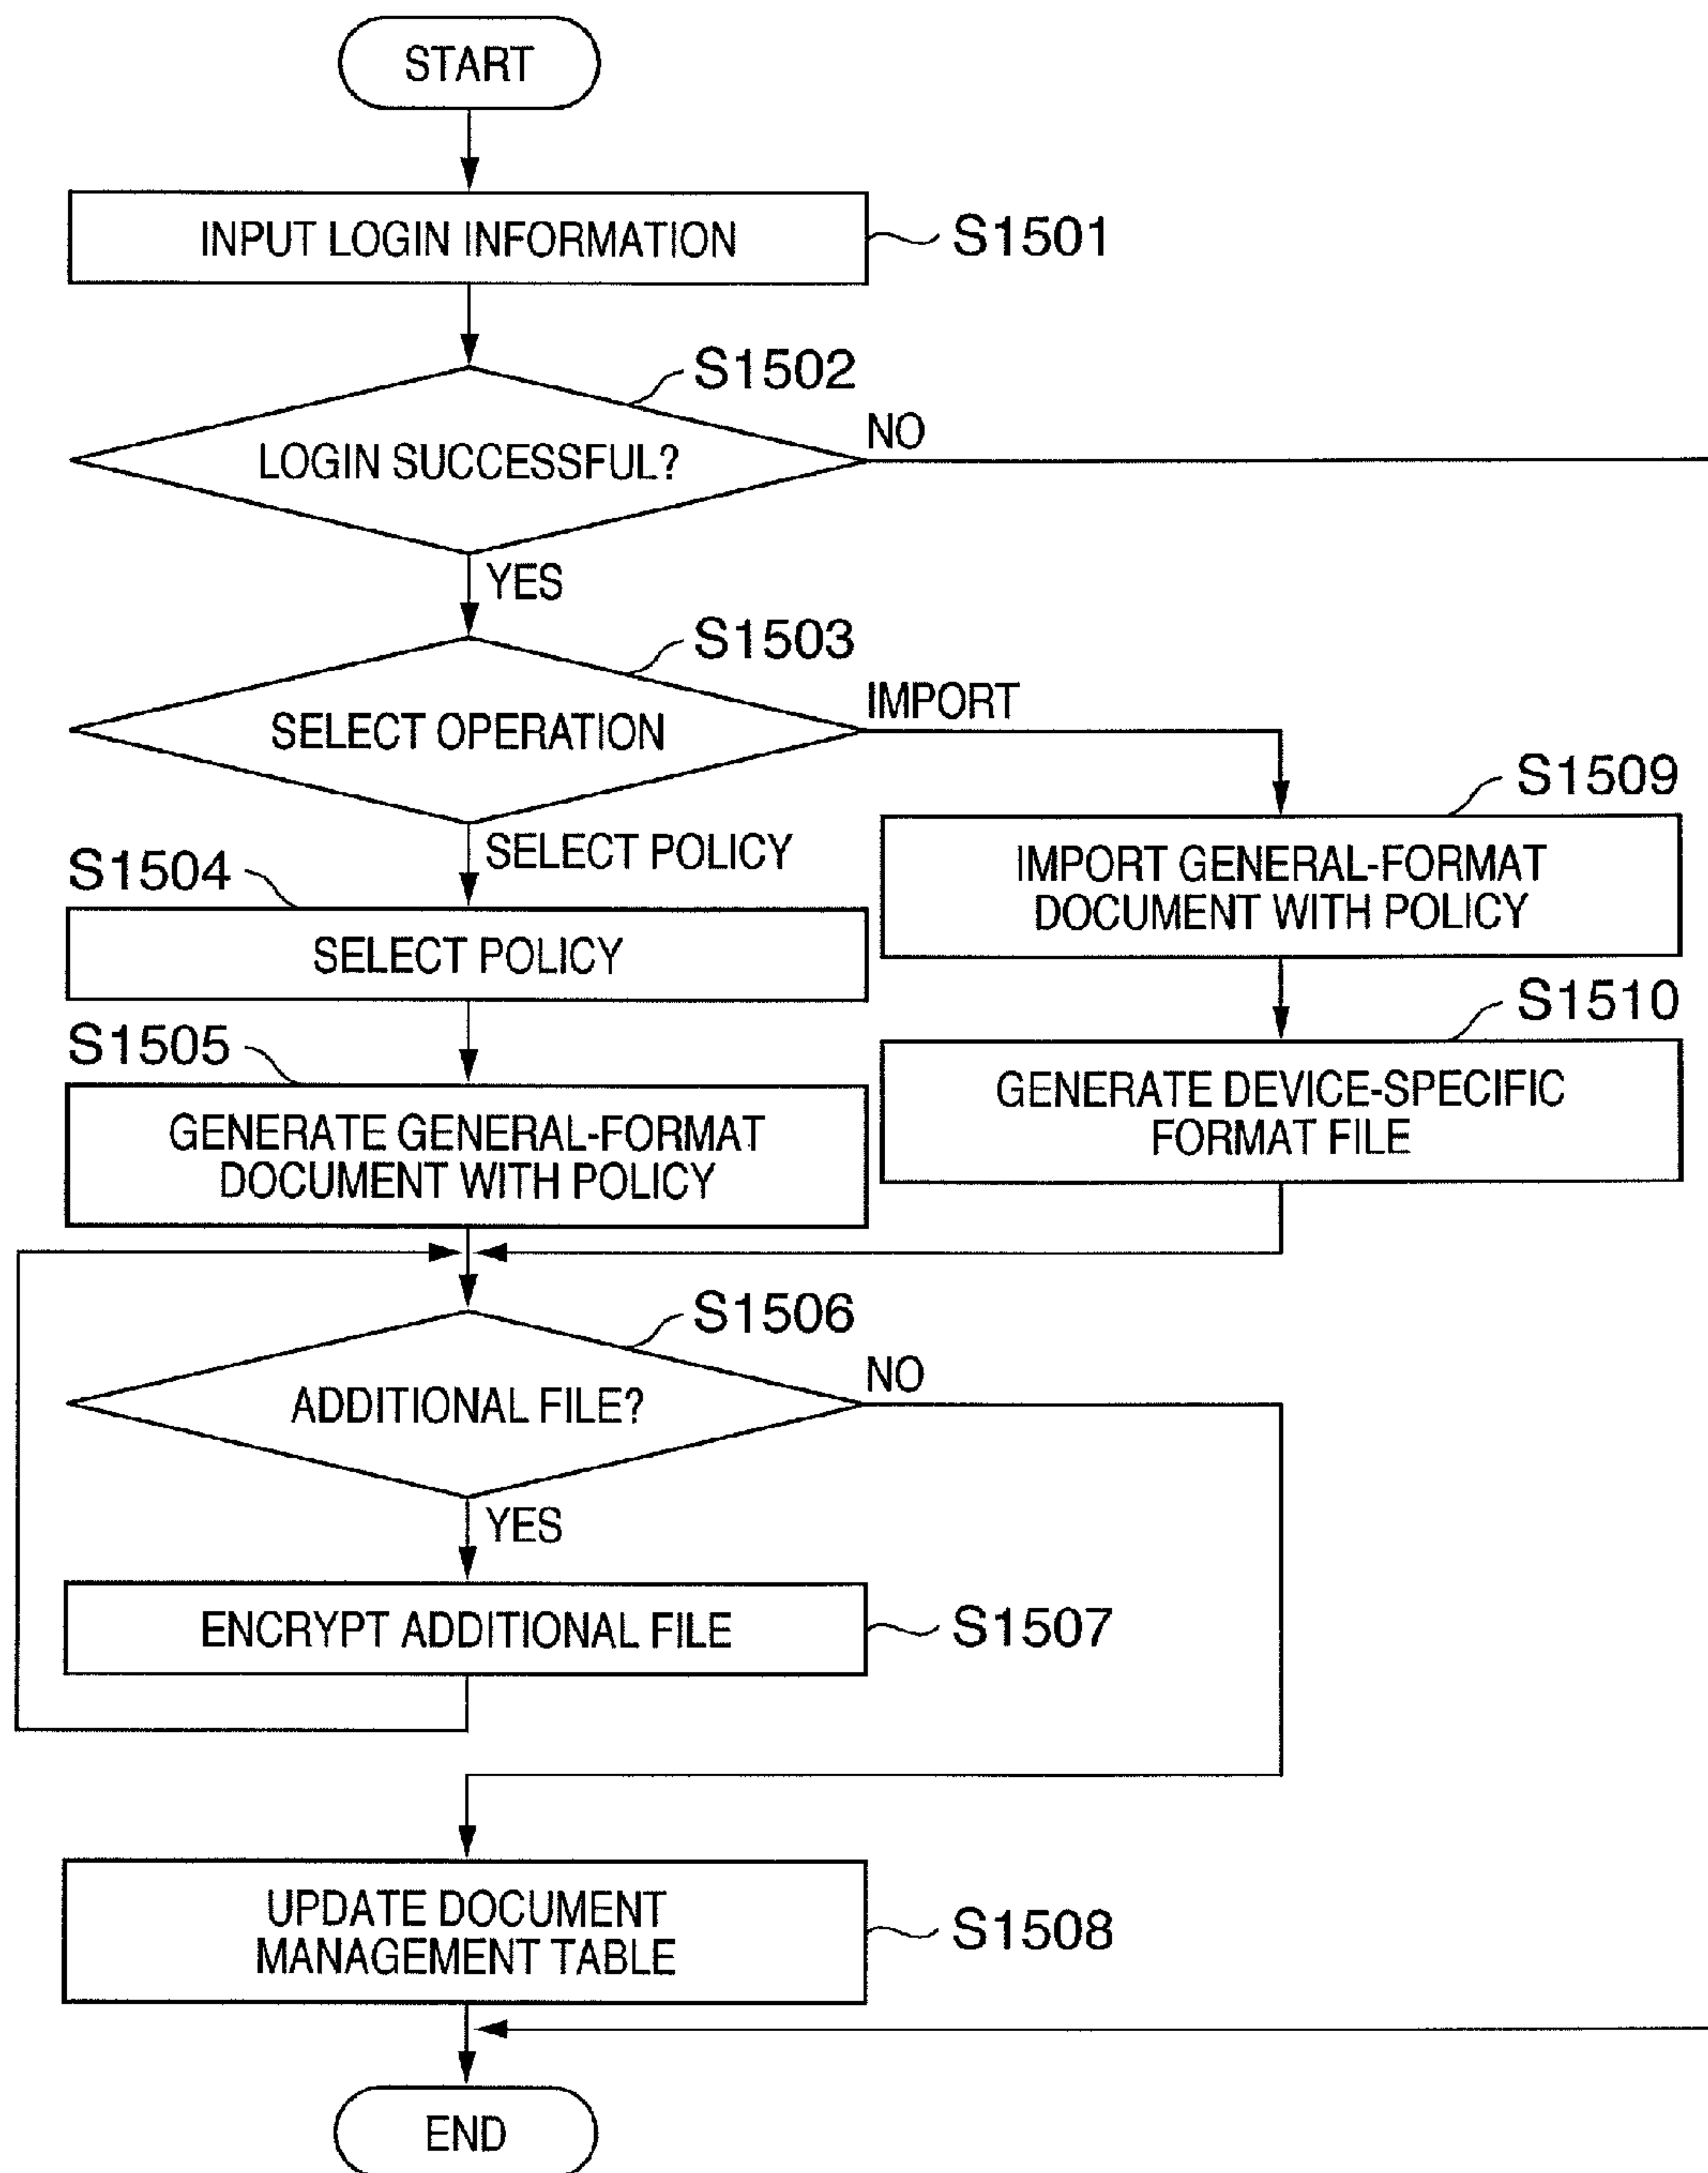 START
INPUT LOGIN INFORMATION
S1501
S1502
LOGIN SUCCESSFUL?
NO
YES
S1503
SELECT OPERATION
IMPORT
SELECT POLICY
S1504
SELECT POLICY
S1505
GENERATE GENERAL-FORMAT
DOCUMENT WITH POLICY
S1509
IMPORT GENERAL-FORMAT
DOCUMENT WITH POLICY
S1510
GENERATE DEVICE-SPECIFIC
FORMAT FILE
S1506
ADDITIONAL FILE?
NO
YES
ENCRYPT ADDITIONAL FILE
S1507
UPDATE DOCUMENT
MANAGEMENT TABLE
S1508
END